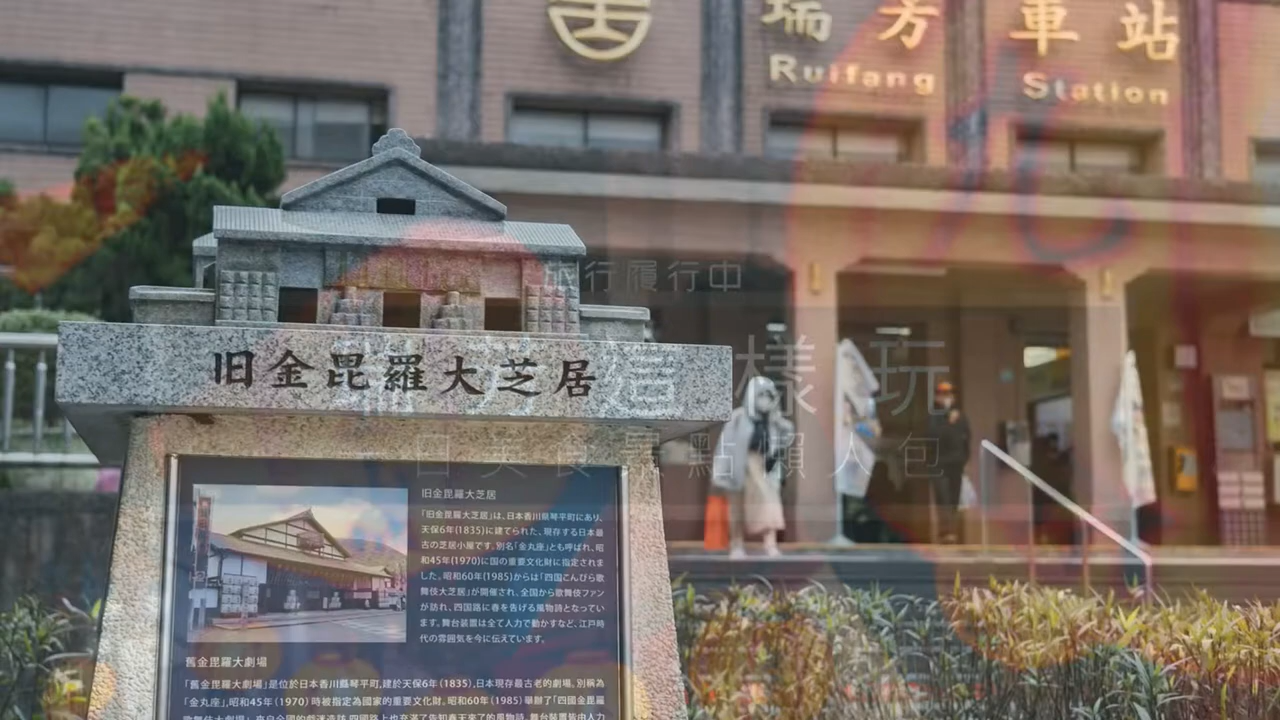 瑞芳車站
Ruifang Station
旅行履行中
瑞芳這樣玩
一日美食景點懶人包
旧金毘羅大芝居
旧金毘羅大芝居
「旧金毘羅大芝居」は、日本香川県琴平町にあり、
天保6年(1835)に建てられた、現存する日本最
古の芝居小屋です。別名「金丸座」とも呼ばれ、昭
和45年(1970)に国の重要文化財に指定されま
した。昭和60年(1985)からは「四国こんぴら歌
舞伎大芝居」が開催され、全国から歌舞伎ファン
が訪れ、四国路に春を告げる風物詩となってい
ます。舞台装置は全て人力で動かすなど、江戸時
代の雰囲気を今に伝えています。
舊金毘羅大劇場
「舊金毘羅大劇場」是位於日本香川縣琴平町,建於天保6年(1835),日本現存最古老的劇場。別稱為
「金丸座」,昭和45年(1970)時被指定為國家的重要文化財。昭和60年(1985)舉辦了「四國金毘羅